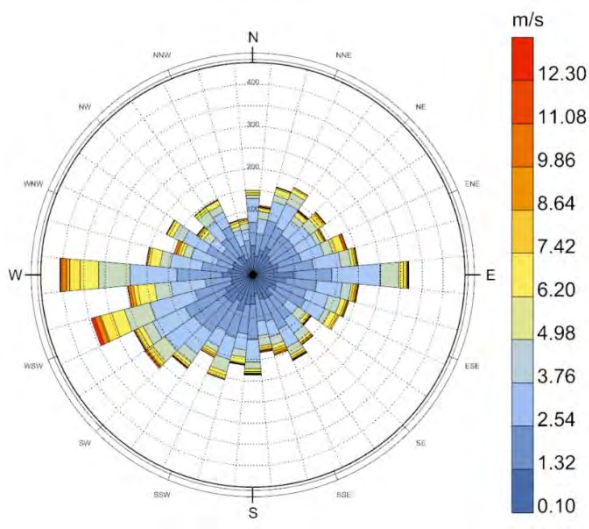 m/s
N
NNW
NNE
NW
NE
WNW
ENE
W
E
WSW
ESE
SW
SE
SSW
SSE
S
400
300
200
12.30
11.08
9.86
8.64
7.42
6.20
4.98
3.76
2.54
1.32
0.10